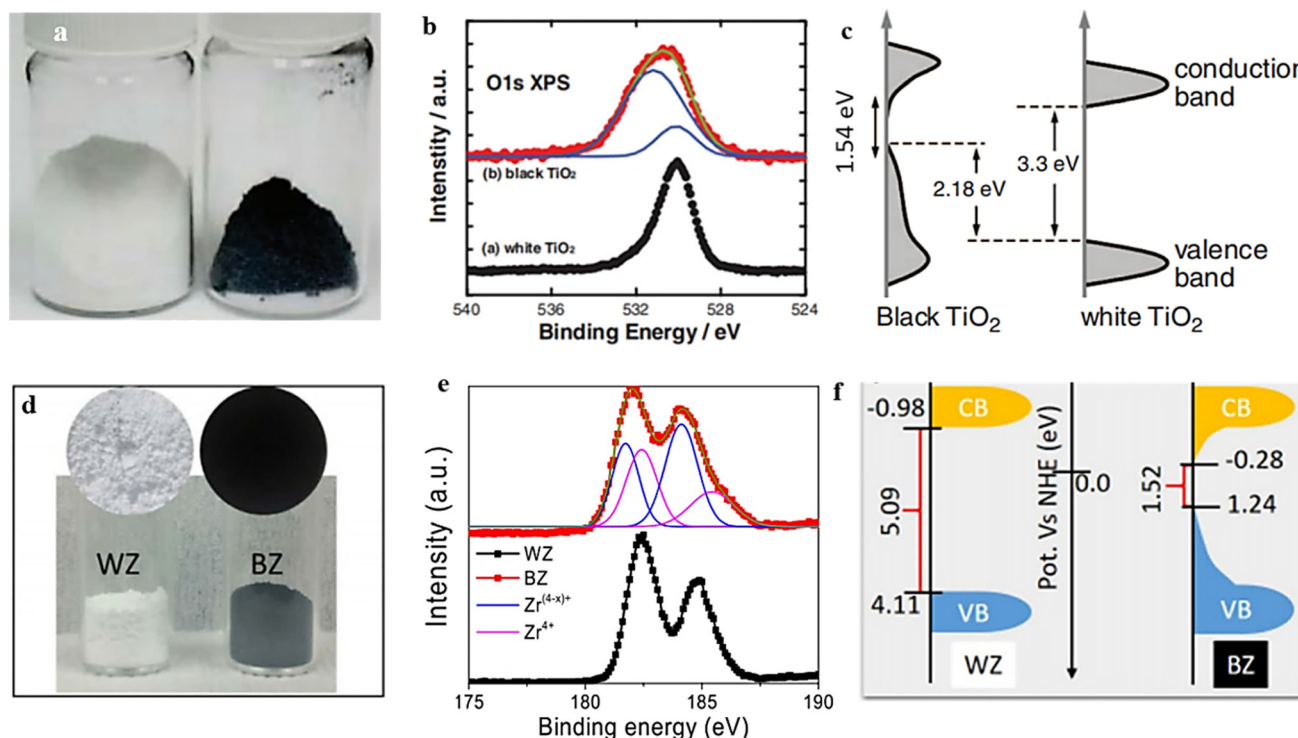 a
b
O1s XPS
(b) black TiO₂
(a) white TiO₂
Intenstity / a.u.
540 536 532 528 524
Binding Energy / eV
c
1.54 eV
2.18 eV
3.3 eV
conduction
band
valence
band
Black TiO₂
white TiO₂
d
WZ
BZ
e
Intensity (a.u.)
WZ
BZ
Zr⁽⁴⁻ˣ⁾⁺
Zr⁴⁺
175 180 185 190
Binding energy (eV)
f
-0.98
CB
5.09
4.11
VB
WZ
Pot. Vs NHE (eV)
0.0
CB
-0.28
1.52
1.24
VB
BZ